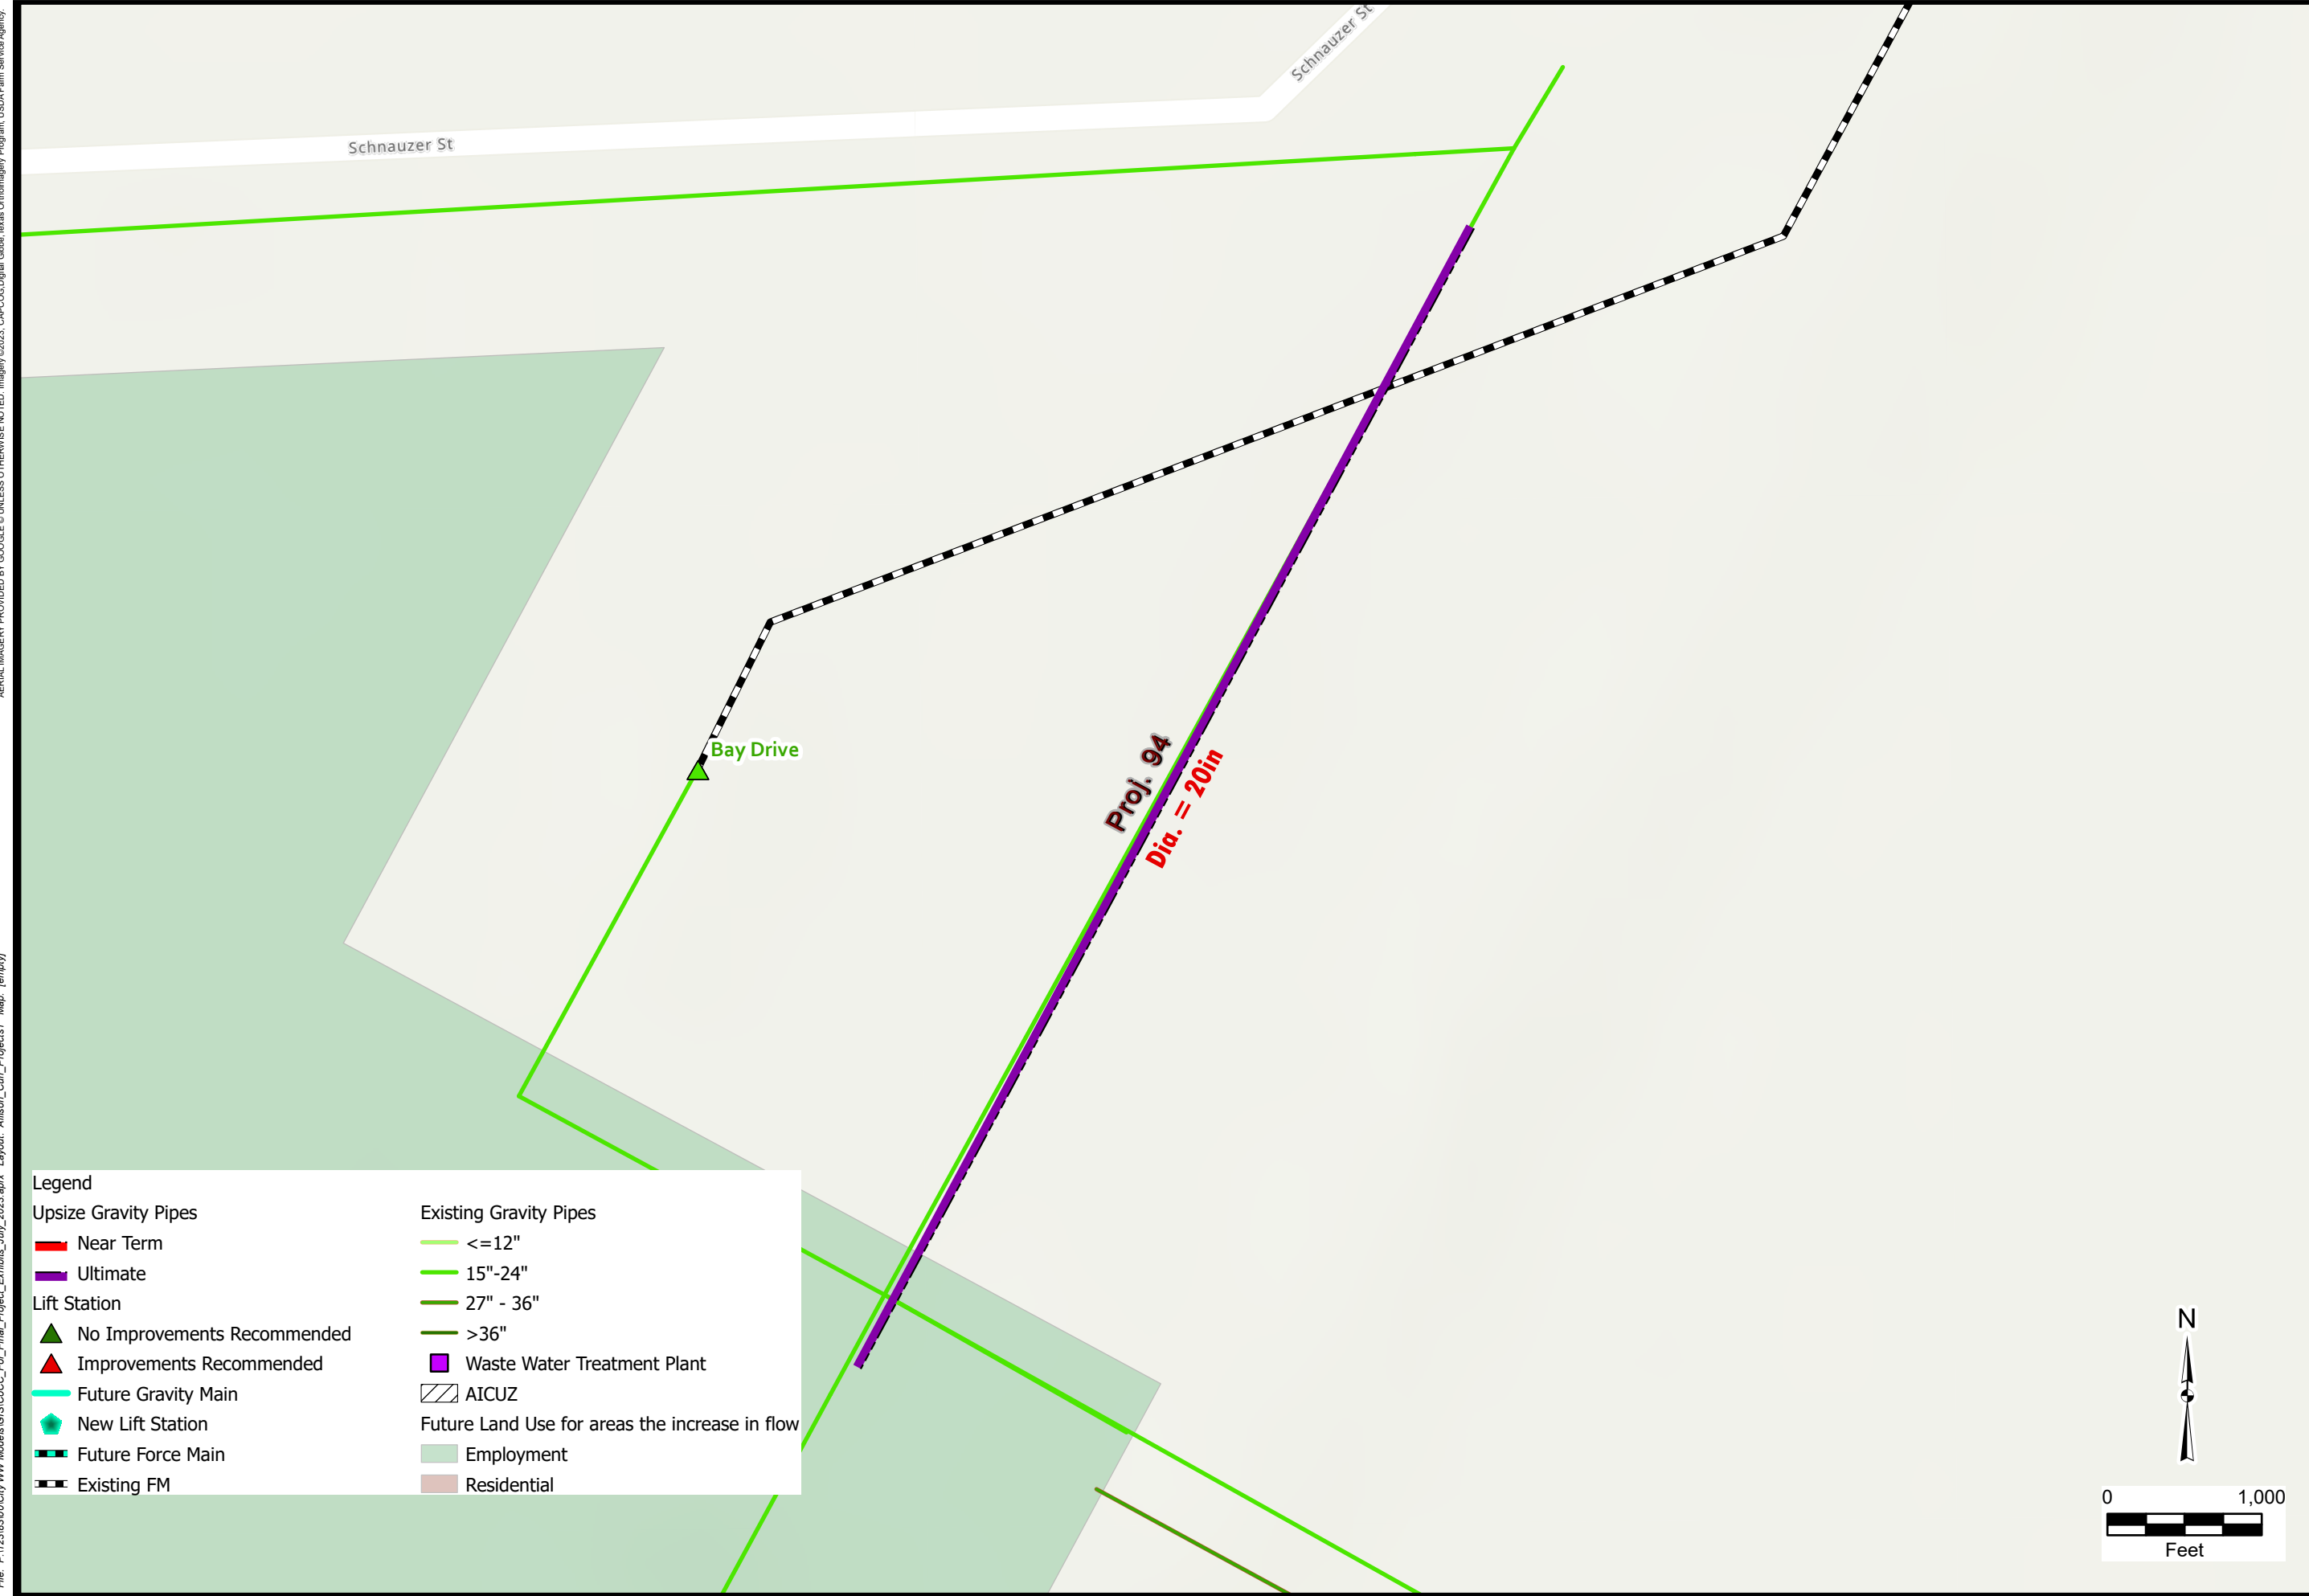 Schnauzer St
Schnauzer St
Bay Drive
Proj. 94
Dia. = 20in
Legend
Upsize Gravity Pipes
Near Term
Ultimate
Lift Station
No Improvements Recommended
Improvements Recommended
Future Gravity Main
New Lift Station
Future Force Main
Existing FM
Existing Gravity Pipes
<=12"
15"-24"
27" - 36"
>36"
Waste Water Treatment Plant
AICUZ
Future Land Use for areas the increase in flow
Employment
Residential
N
0 1,000
Feet